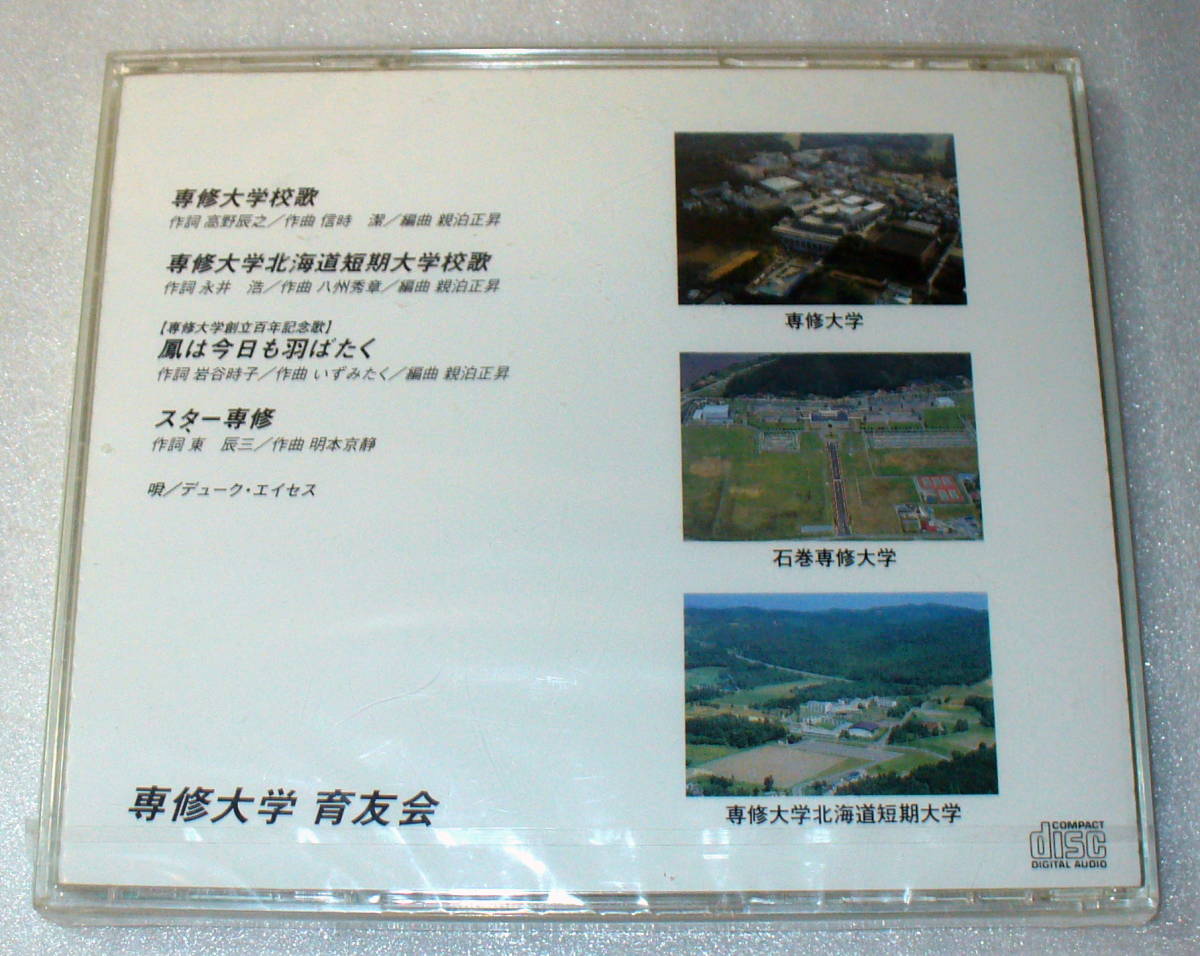 専修大学校歌
作詞 高野辰之／作曲 信時　潔／編曲 親泊正昇
専修大学北海道短期大学校歌
作詞 永井　浩／作曲 八州秀章／編曲 親泊正昇
【専修大学創立百年記念歌】
鳳は今日も羽ばたく
作詞 岩谷時子／作曲 いずみたく／編曲 親泊正昇
スター専修
作詞 東　辰三／作曲 明本京静
唄／デューク・エイセス
専修大学 育友会
専修大学
石巻専修大学
専修大学北海道短期大学
COMPACT
disc
DIGITAL AUDIO